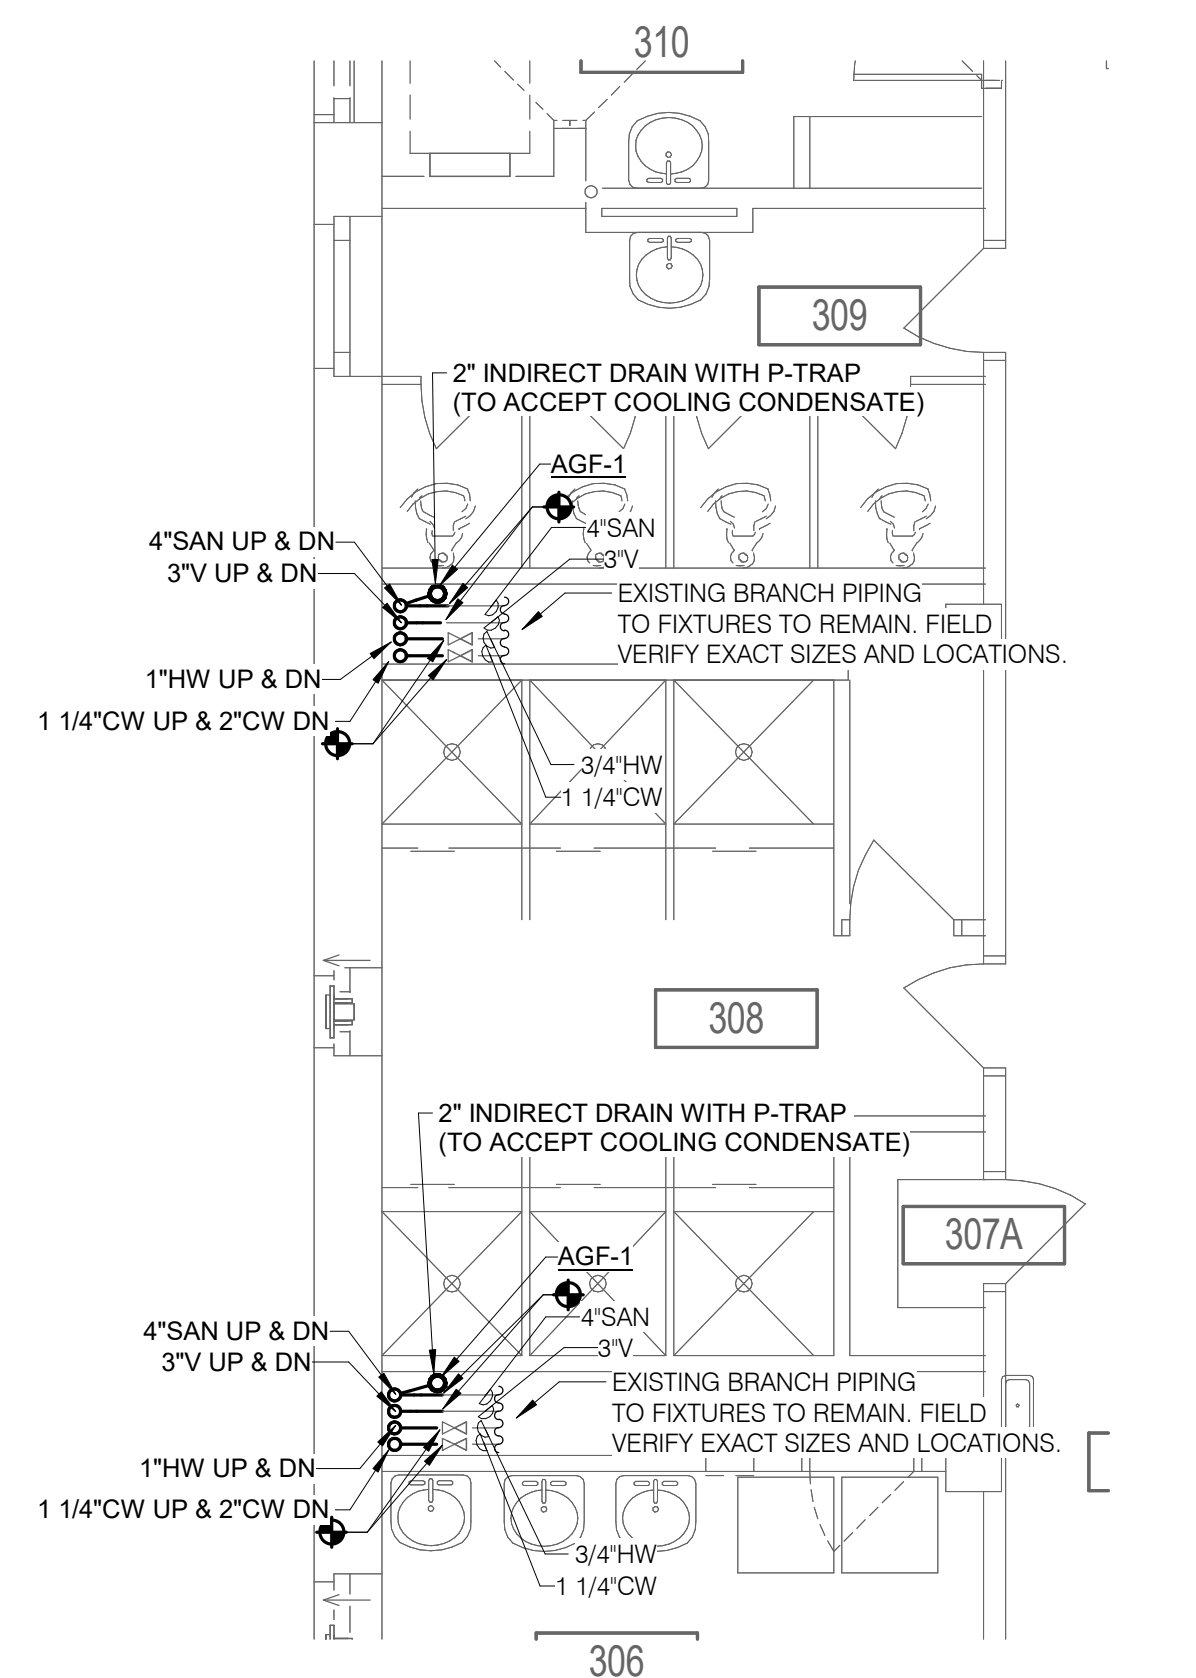 310
309
2" INDIRECT DRAIN WITH P-TRAP
(TO ACCEPT COOLING CONDENSATE)
AGF-1
4"SAN
3"V
4"SAN UP & DN
3"V UP & DN
EXISTING BRANCH PIPING
TO FIXTURES TO REMAIN. FIELD
VERIFY EXACT SIZES AND LOCATIONS.
1"HW UP & DN
1 1/4"CW UP & 2"CW DN
3/4"HW
1 1/4"CW
308
2" INDIRECT DRAIN WITH P-TRAP
(TO ACCEPT COOLING CONDENSATE)
307A
AGF-1
4"SAN
3"V
4"SAN UP & DN
3"V UP & DN
EXISTING BRANCH PIPING
TO FIXTURES TO REMAIN. FIELD
VERIFY EXACT SIZES AND LOCATIONS.
1"HW UP & DN
1 1/4"CW UP & 2"CW DN
3/4"HW
1 1/4"CW
306